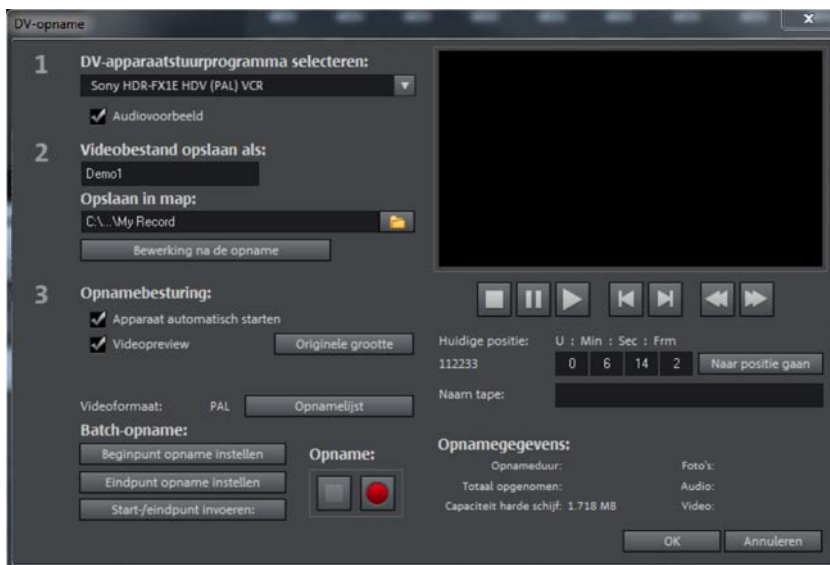 DV-opname
x
1 DV-apparaatstuurprogramma selecteren:
Sony HDR-FX1E HDV (PAL) VCR
Audiovoorbeeld
2 Videobestand opslaan als:
Demo1
Opslaan in map:
C:\...\My Record
Bewerking na de opname
3 Opnamebesturing:
Apparaat automatisch starten
Videopreview
Originele grootte
Videoformaat: PAL
Opnamelijst
Batch-opname:
Beginpunt opname instellen
Eindpunt opname instellen
Start-/eindpunt invoeren:
Opname:
Huidige positie: U : Min : Sec : Frm
112233 0 6 14 2 Naar positie gaan
Naam tape:
Opnamegegevens:
Opnameduur: Foto's:
Totaal opgenomen: Audio:
Capaciteit harde schijf: 1.718 MB Video:
OK Annuleren